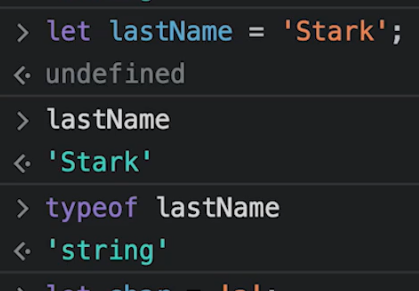 > let lastName = 'Stark';
<· undefined
> lastName
<· 'Stark'
> typeof lastName
<· 'string'